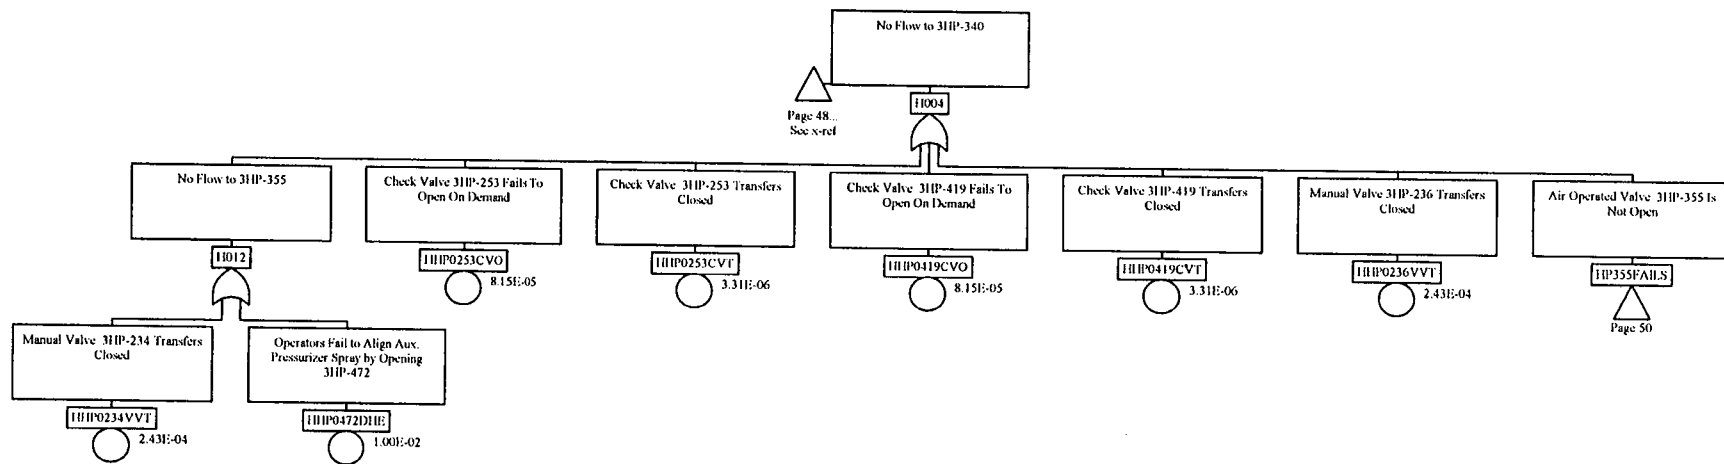 No Flow to 3HP-340
H004
Page 48...
See x-ref
No Flow to 3HP-355
H012
Check Valve 3HP-253 Fails To
Open On Demand
HHP0253CVO
8.15E-05
Check Valve 3HP-253 Transfers
Closed
HHP0253CVT
3.31E-06
Check Valve 3HP-419 Fails To
Open On Demand
HHP0419CVO
8.15E-05
Check Valve 3HP-419 Transfers
Closed
HHP0419CVT
3.31E-06
Manual Valve 3HP-236 Transfers
Closed
HHP0236VVT
2.43E-04
Air Operated Valve 3HP-355 Is
Not Open
HP355FAILS
Page 50
Manual Valve 3HP-234 Transfers
Closed
HHP0234VVT
2.43E-04
Operators Fail to Align Aux.
Pressurizer Spray by Opening
3HP-472
HHP0472DHE
1.00E-02